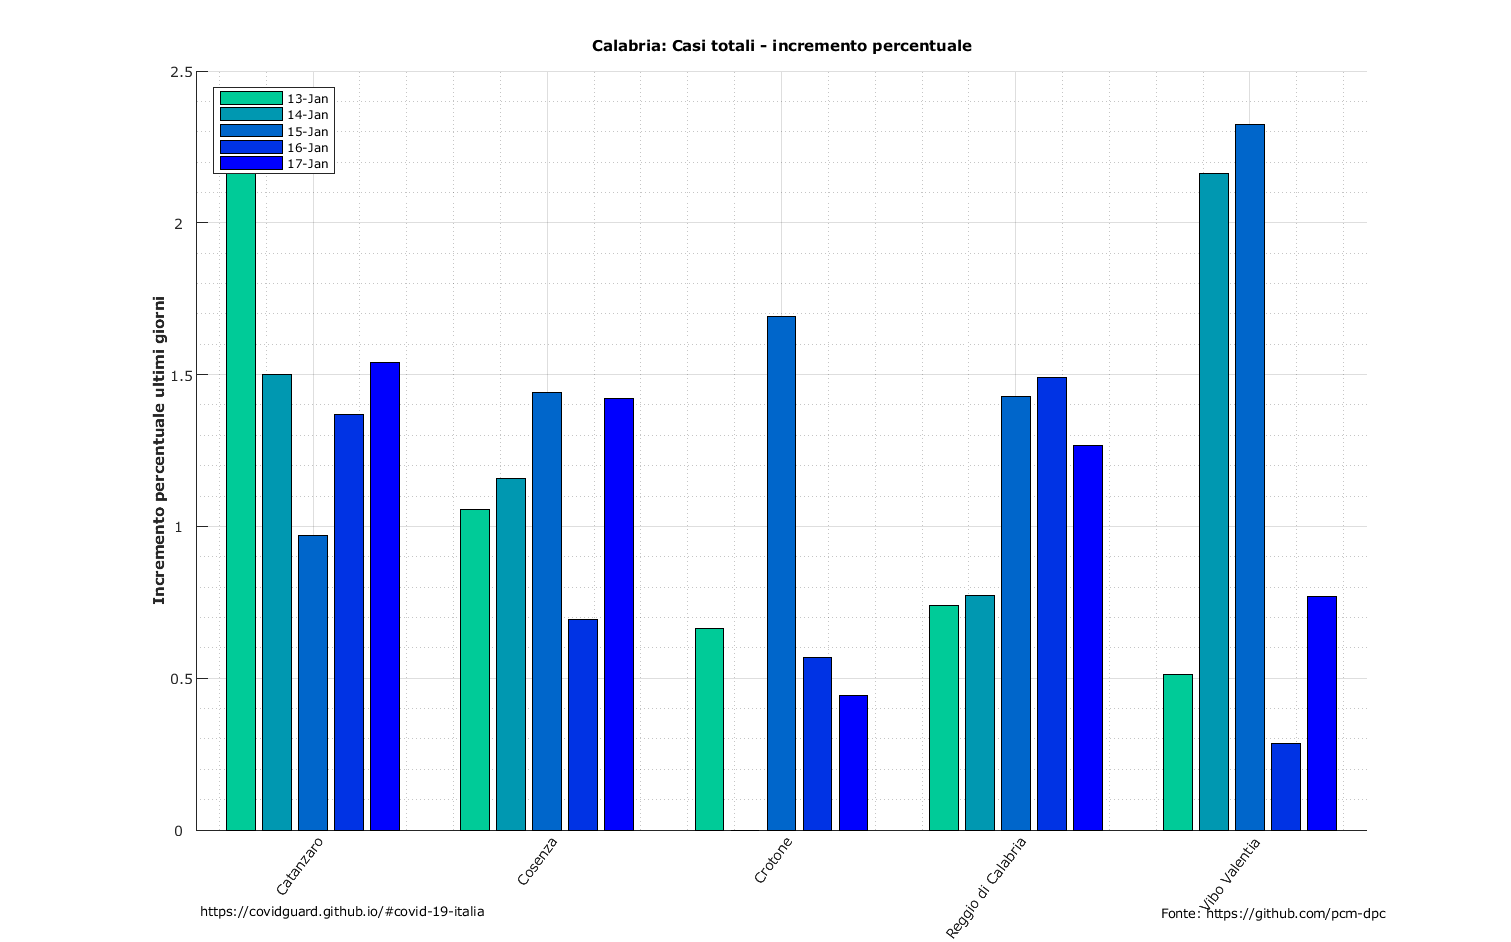 Calabria: Casi totali - incremento percentuale
2.5
2
1.5
1
0.5
0
Incremento percentuale ultimi giorni
13-Jan
14-Jan
15-Jan
16-Jan
17-Jan
Catanzaro
Cosenza
Crotone
Reggio di Calabria
Vibo Valentia
https://covidguard.github.io/#covid-19-italia
Fonte: https://github.com/pcm-dpc